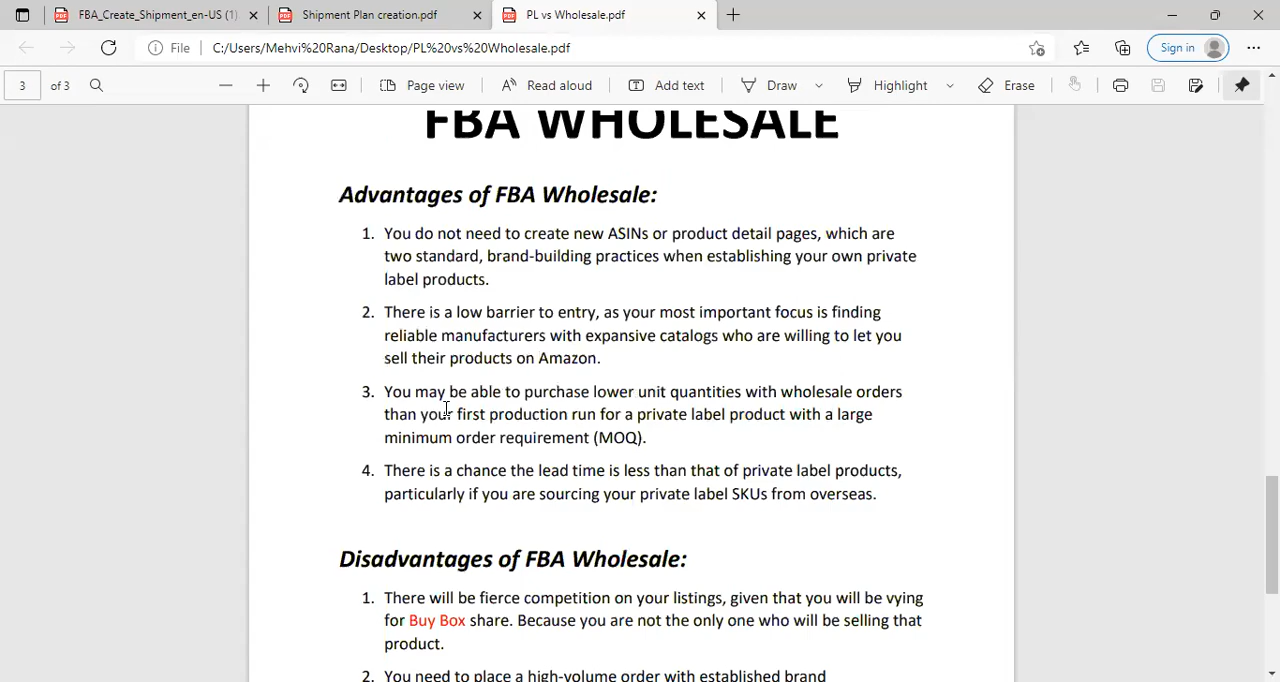 FBA_Create_Shipment_en-US (1)
Shipment Plan creation.pdf
PL vs Wholesale.pdf
File
C:/Users/Mehvi%20Rana/Desktop/PL%20vs%20Wholesale.pdf
Sign in
3 of 3
Page view
Read aloud
Add text
Draw
Highlight
Erase
FBA WHOLESALE
Advantages of FBA Wholesale:
1. You do not need to create new ASINs or product detail pages, which are
two standard, brand-building practices when establishing your own private
label products.
2. There is a low barrier to entry, as your most important focus is finding
reliable manufacturers with expansive catalogs who are willing to let you
sell their products on Amazon.
3. You may be able to purchase lower unit quantities with wholesale orders
than your first production run for a private label product with a large
minimum order requirement (MOQ).
4. There is a chance the lead time is less than that of private label products,
particularly if you are sourcing your private label SKUs from overseas.
Disadvantages of FBA Wholesale:
1. There will be fierce competition on your listings, given that you will be vying
for Buy Box share. Because you are not the only one who will be selling that
product.
2. You need to place a high-volume order with established brand